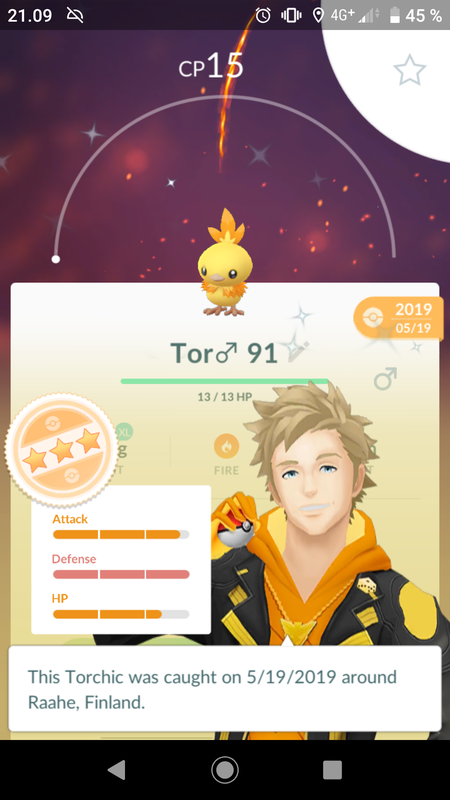 21.09 4G+ 45 %
CP15
2019
05/19
Tor♂ 91
13 / 13 HP
XL
FIRE
Attack
Defense
HP
This Torchic was caught on 5/19/2019 around
Raahe, Finland.